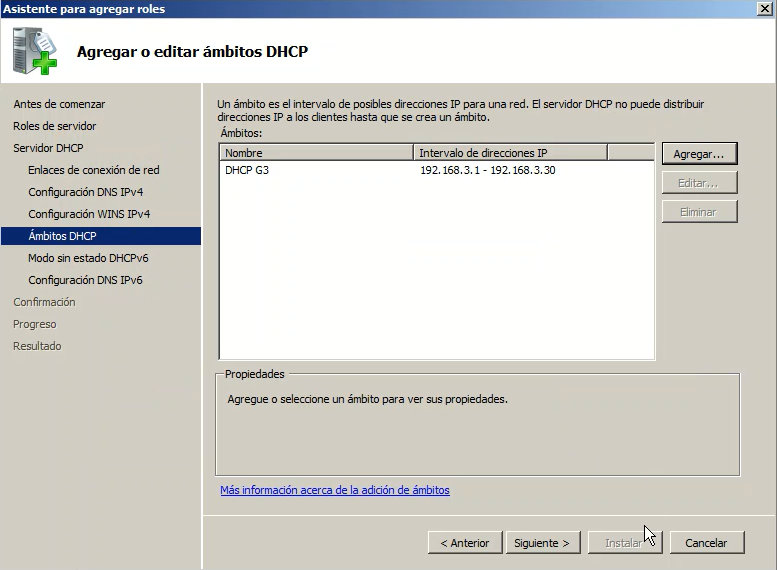 Asistente para agregar roles
Agregar o editar ámbitos DHCP
Antes de comenzar
Roles de servidor
Servidor DHCP
Enlaces de conexión de red
Configuración DNS IPv4
Configuración WINS IPv4
Ámbitos DHCP
Modo sin estado DHCPv6
Configuración DNS IPv6
Confirmación
Progreso
Resultado
Un ámbito es el intervalo de posibles direcciones IP para una red. El servidor DHCP no puede distribuir
direcciones IP a los clientes hasta que se crea un ámbito.
Ámbitos:
Nombre Intervalo de direcciones IP
DHCP G3 192.168.3.1 - 192.168.3.30
Agregar...
Editar...
Eliminar
Propiedades
Agregue o seleccione un ámbito para ver sus propiedades.
Más información acerca de la adición de ámbitos
< Anterior Siguiente > Instalar Cancelar